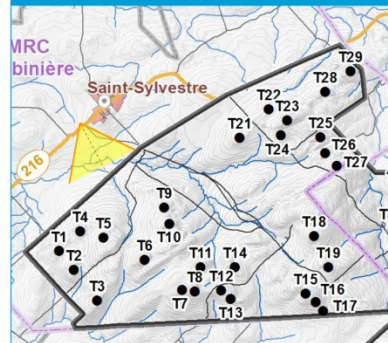 MRC
binière
Saint-Sylvestre
216
T29
T28
T22
T23
T21
T24
T25
T26
T27
T9
T10
T4
T5
T1
T2
T3
T6
T18
T11
T14
T19
T8
T12
T7
T13
T15
T16
T17